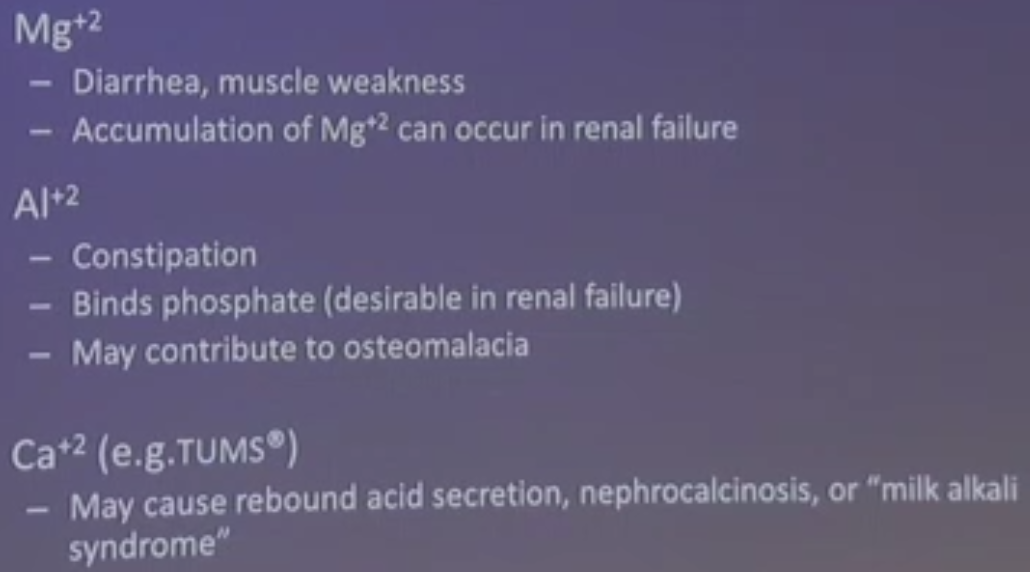 Mg⁺²
– Diarrhea, muscle weakness
– Accumulation of Mg⁺² can occur in renal failure
Al⁺²
– Constipation
– Binds phosphate (desirable in renal failure)
– May contribute to osteomalacia
Ca⁺² (e.g.TUMS®)
– May cause rebound acid secretion, nephrocalcinosis, or “milk alkali
syndrome”